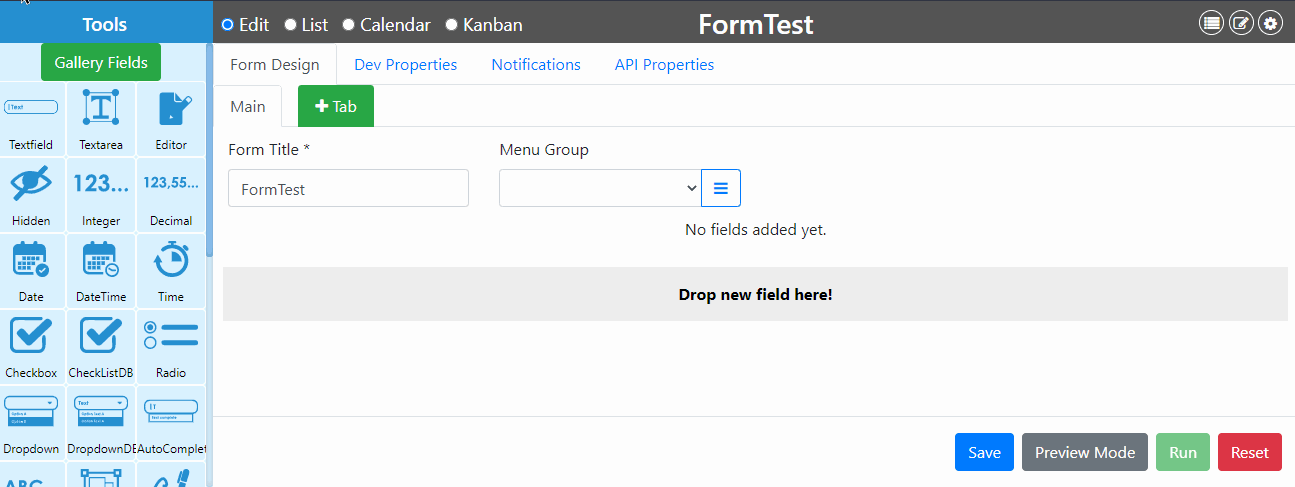 Tools
Edit List Calendar Kanban
FormTest
Gallery Fields
Form Design Dev Properties Notifications API Properties
Main
Tab
Text
Textfield Textarea Editor
123... 123,55...
Hidden Integer Decimal
Date DateTime Time
Checkbox CheckListDB Radio
Text
Dropdown DropdownDB AutoComplet
ABC
Form Title *
Menu Group
FormTest
No fields added yet.
Drop new field here!
Save Preview Mode Run Reset